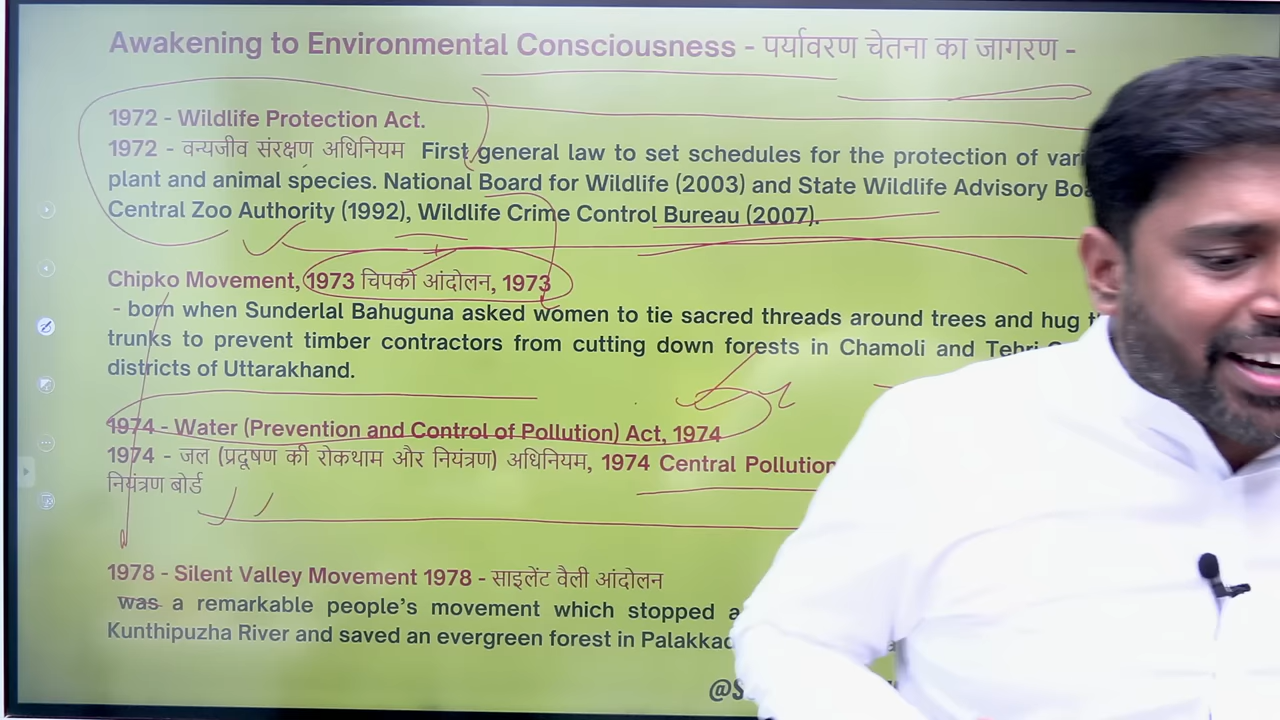 Awakening to Environmental Consciousness - पर्यावरण चेतना का जागरण -
1972 - Wildlife Protection Act.
1972 - वन्यजीव संरक्षण अधिनियम First general law to set schedules for the protection of
plant and animal species. National Board for Wildlife (2003) and State Wildlife Advisory
Central Zoo Authority (1992), Wildlife Crime Control Bureau (2007).
Chipko Movement, 1973 चिपको आंदोलन, 1973
- born when Sunderlal Bahuguna asked women to tie sacred threads around trees and hug
trunks to prevent timber contractors from cutting down forests in Chamoli and Tehri
districts of Uttarakhand.
1974 - Water (Prevention and Control of Pollution) Act, 1974
1974 - जल (प्रदूषण की रोकथाम और नियंत्रण) अधिनियम, 1974 Central Pollution
नियंत्रण बोर्ड
1978 - Silent Valley Movement 1978 - साइलेंट वैली आंदोलन
was a remarkable people’s movement which stopped
Kunthipuzha River and saved an evergreen forest in